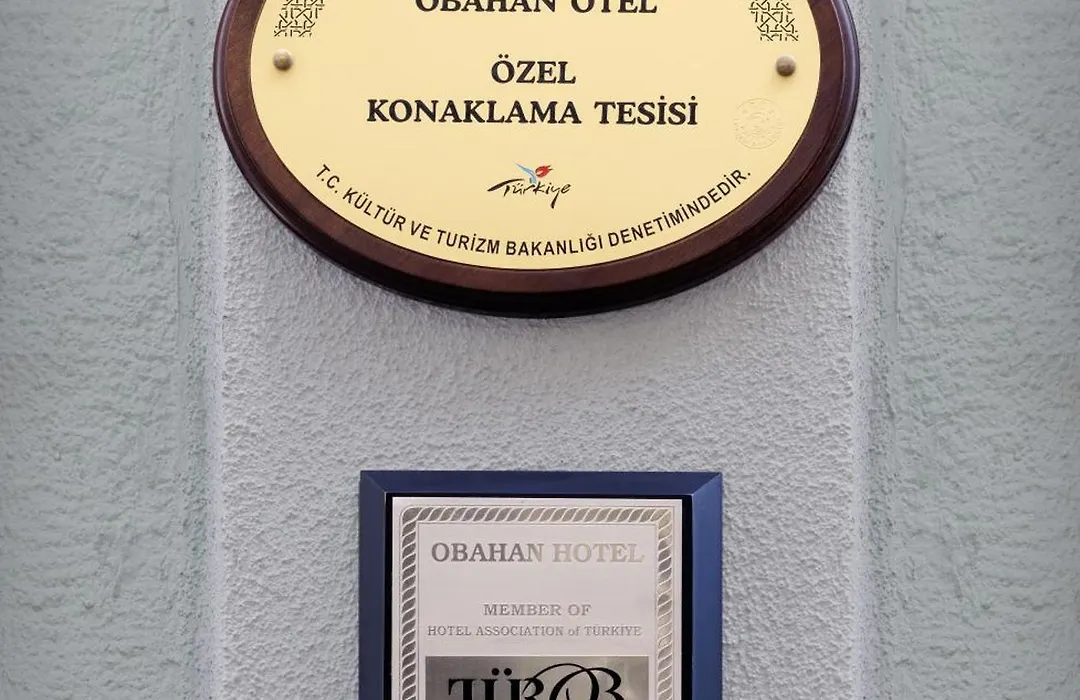 OBAHAN OTEL
ÖZEL
KONAKLAMA TESİSİ
Türkiye
T.C. KÜLTÜR VE TURİZM BAKANLIĞI DENETİMİNDEDİR.
OBAHAN HOTEL
MEMBER OF
HOTEL ASSOCIATION of TÜRKİYE
TÜROB